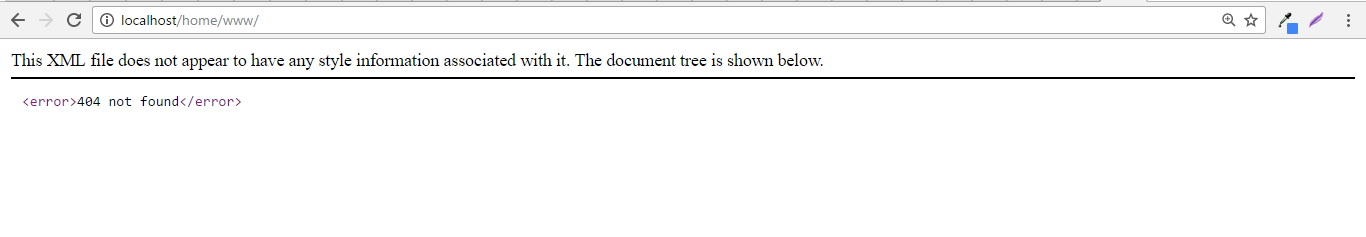 localhost/home/www/
This XML file does not appear to have any style information associated with it. The document tree is shown below.
<error>404 not found</error>